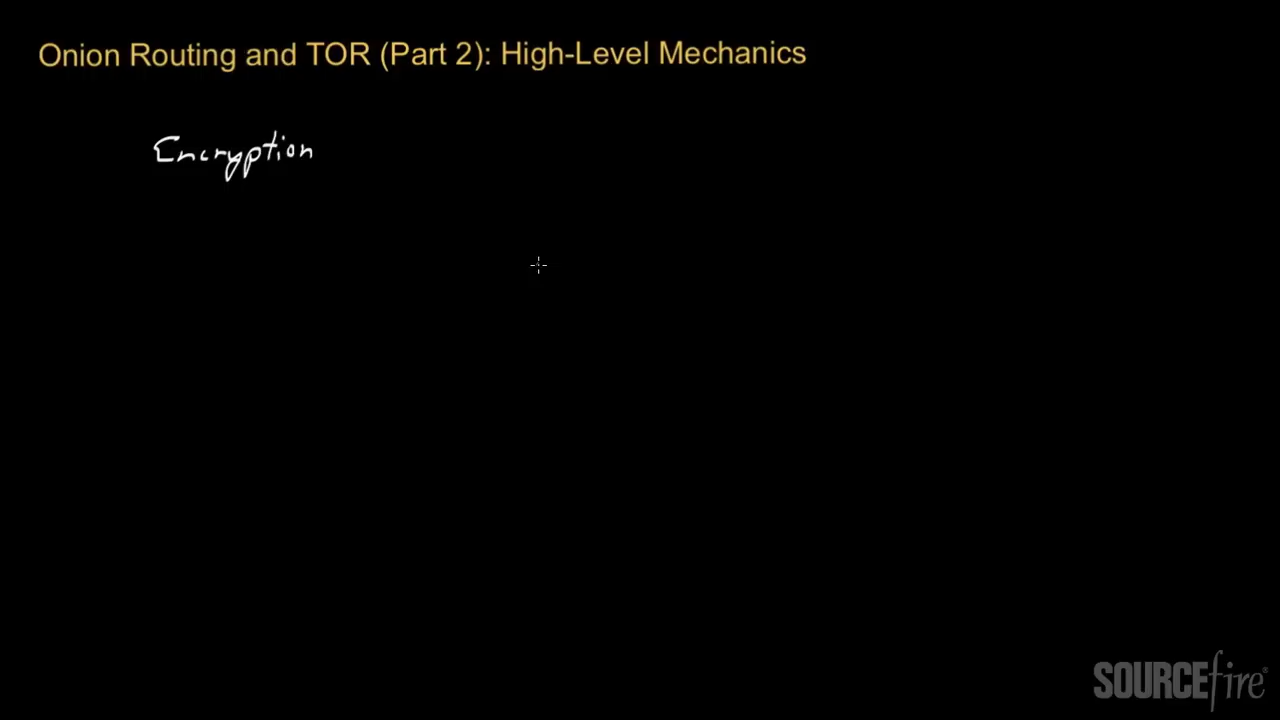 Onion Routing and TOR (Part 2): High-Level Mechanics
Encryption
SOURCEfire®